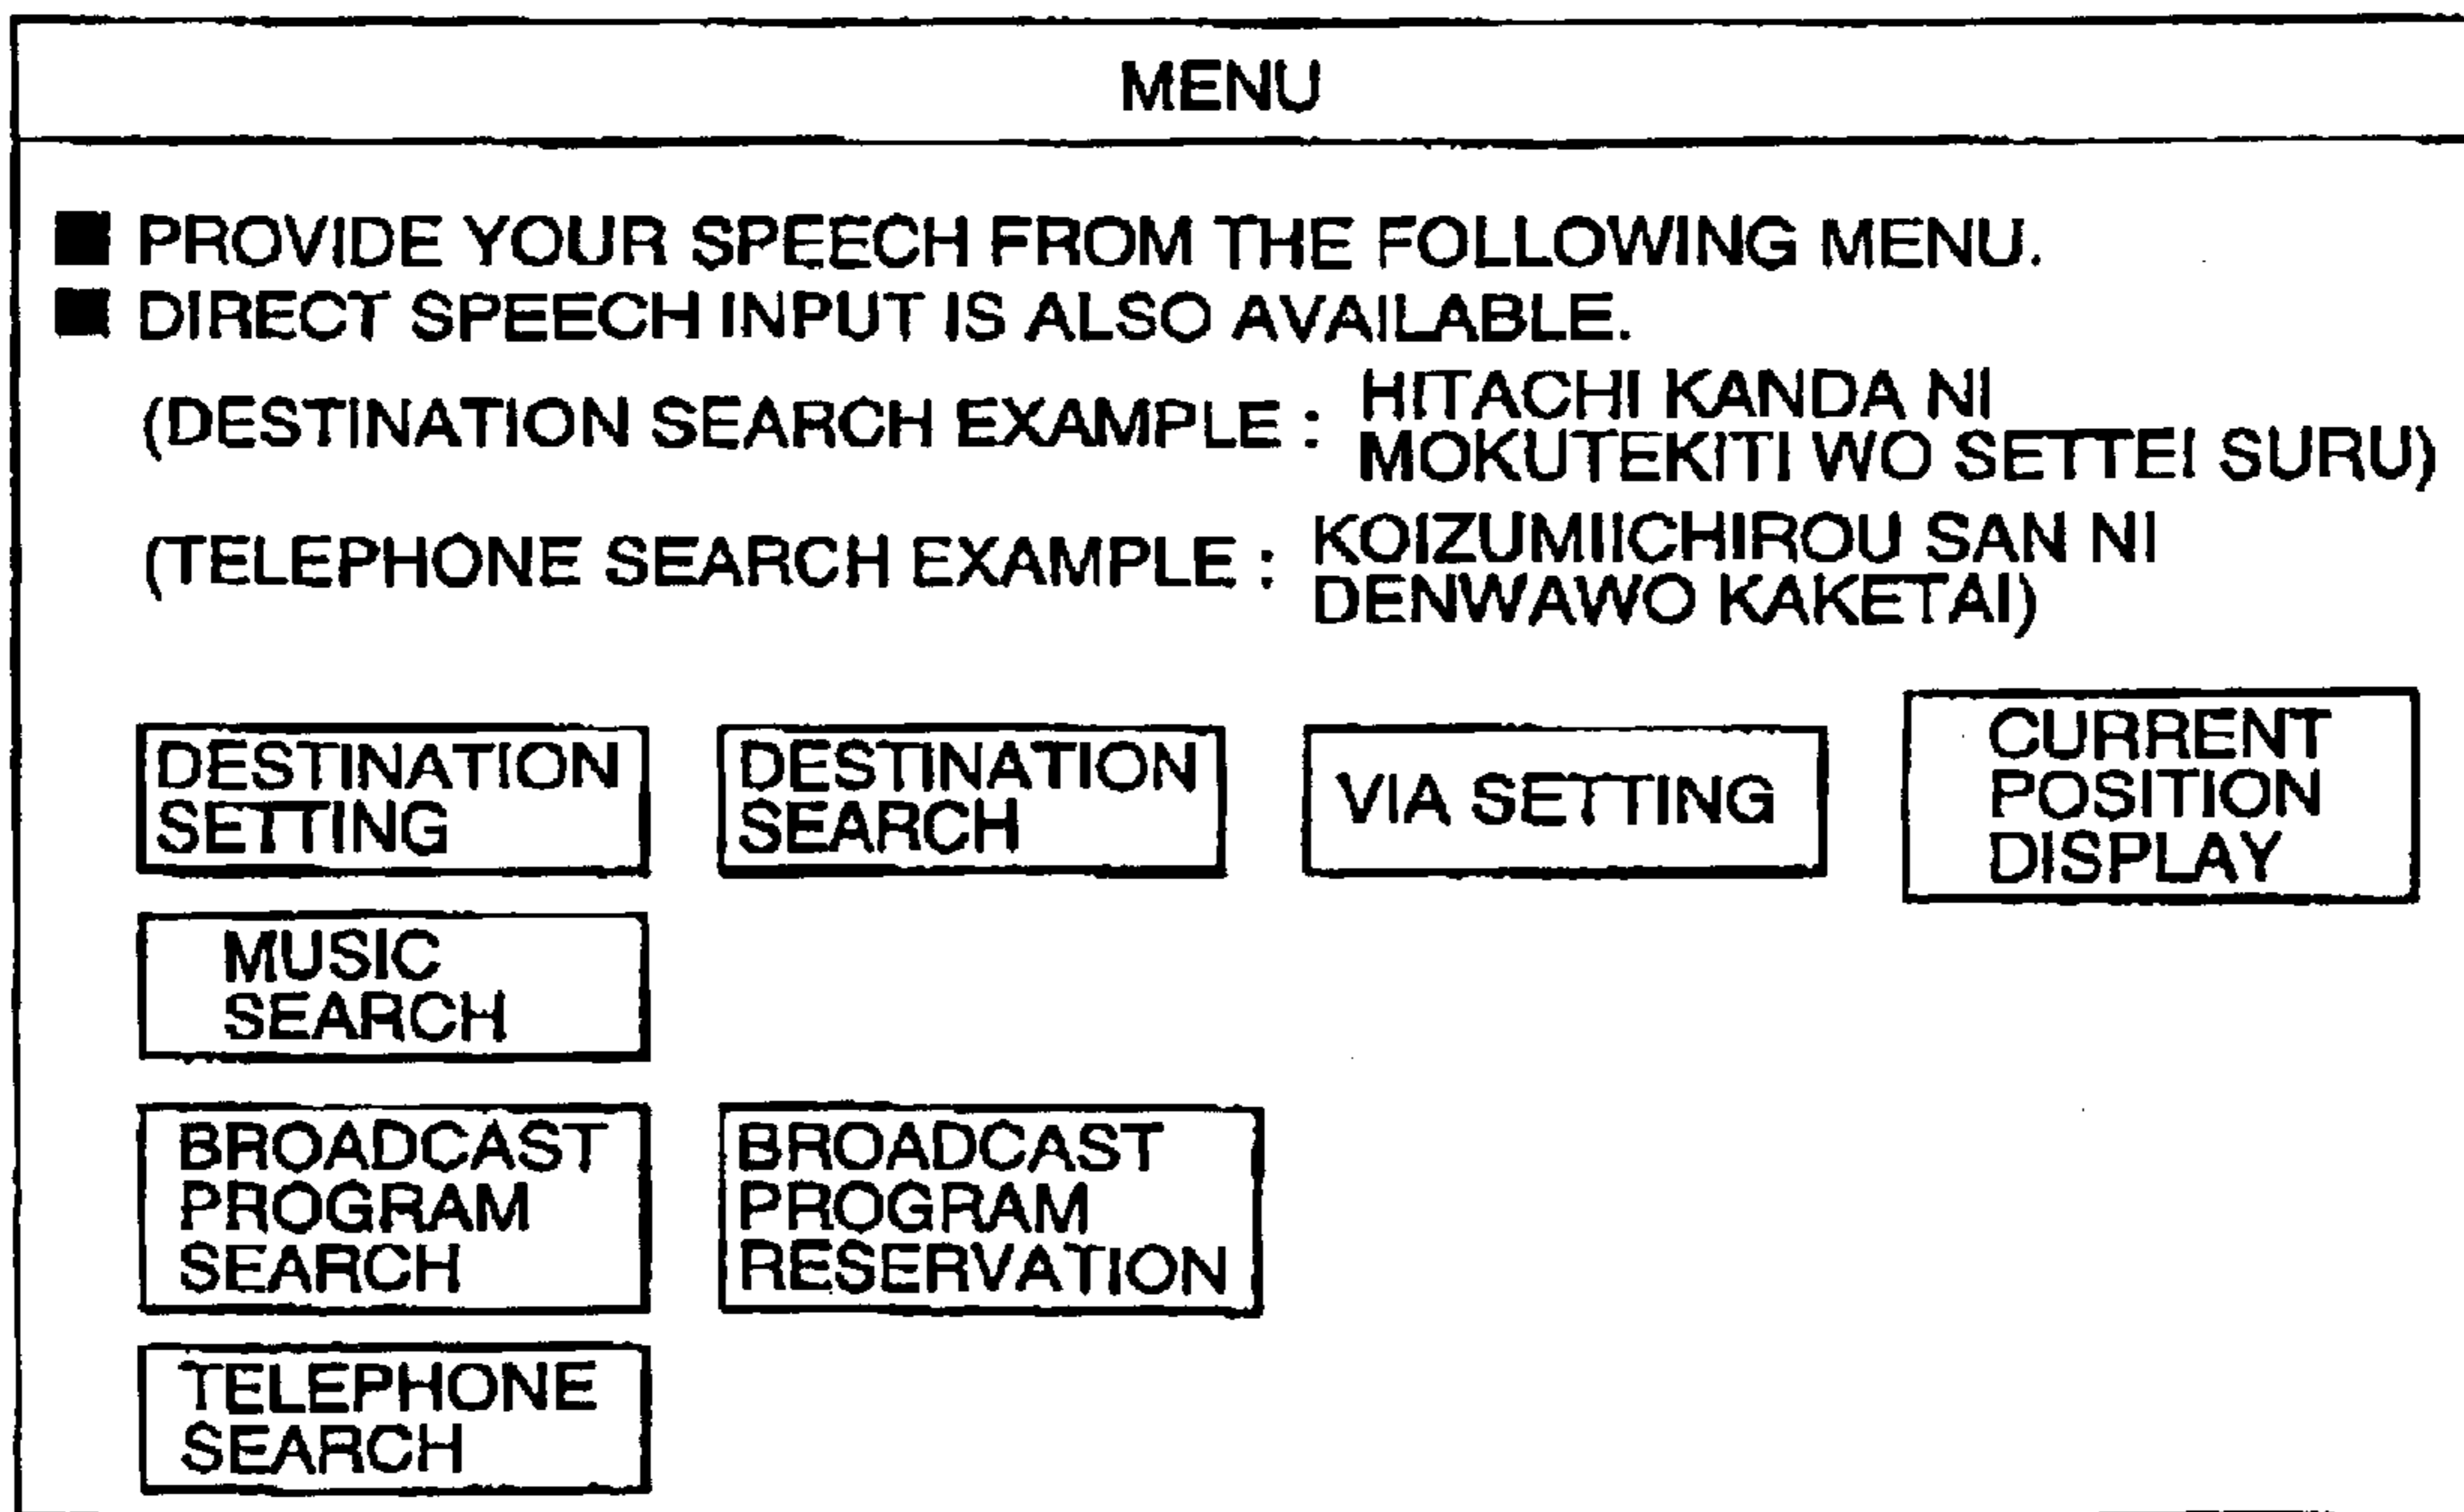 MENU
■ PROVIDE YOUR SPEECH FROM THE FOLLOWING MENU.
■ DIRECT SPEECH INPUT IS ALSO AVAILABLE.
(DESTINATION SEARCH EXAMPLE : HITACHI KANDA NI
MOKUTEKITI WO SETTEI SURU)
(TELEPHONE SEARCH EXAMPLE : KOIZUMIICHIROU SAN NI
DENWAWO KAKETAI)
DESTINATION
SETTING
DESTINATION
SEARCH
VIA SETTING
CURRENT
POSITION
DISPLAY
MUSIC
SEARCH
BROADCAST
PROGRAM
SEARCH
BROADCAST
PROGRAM
RESERVATION
TELEPHONE
SEARCH